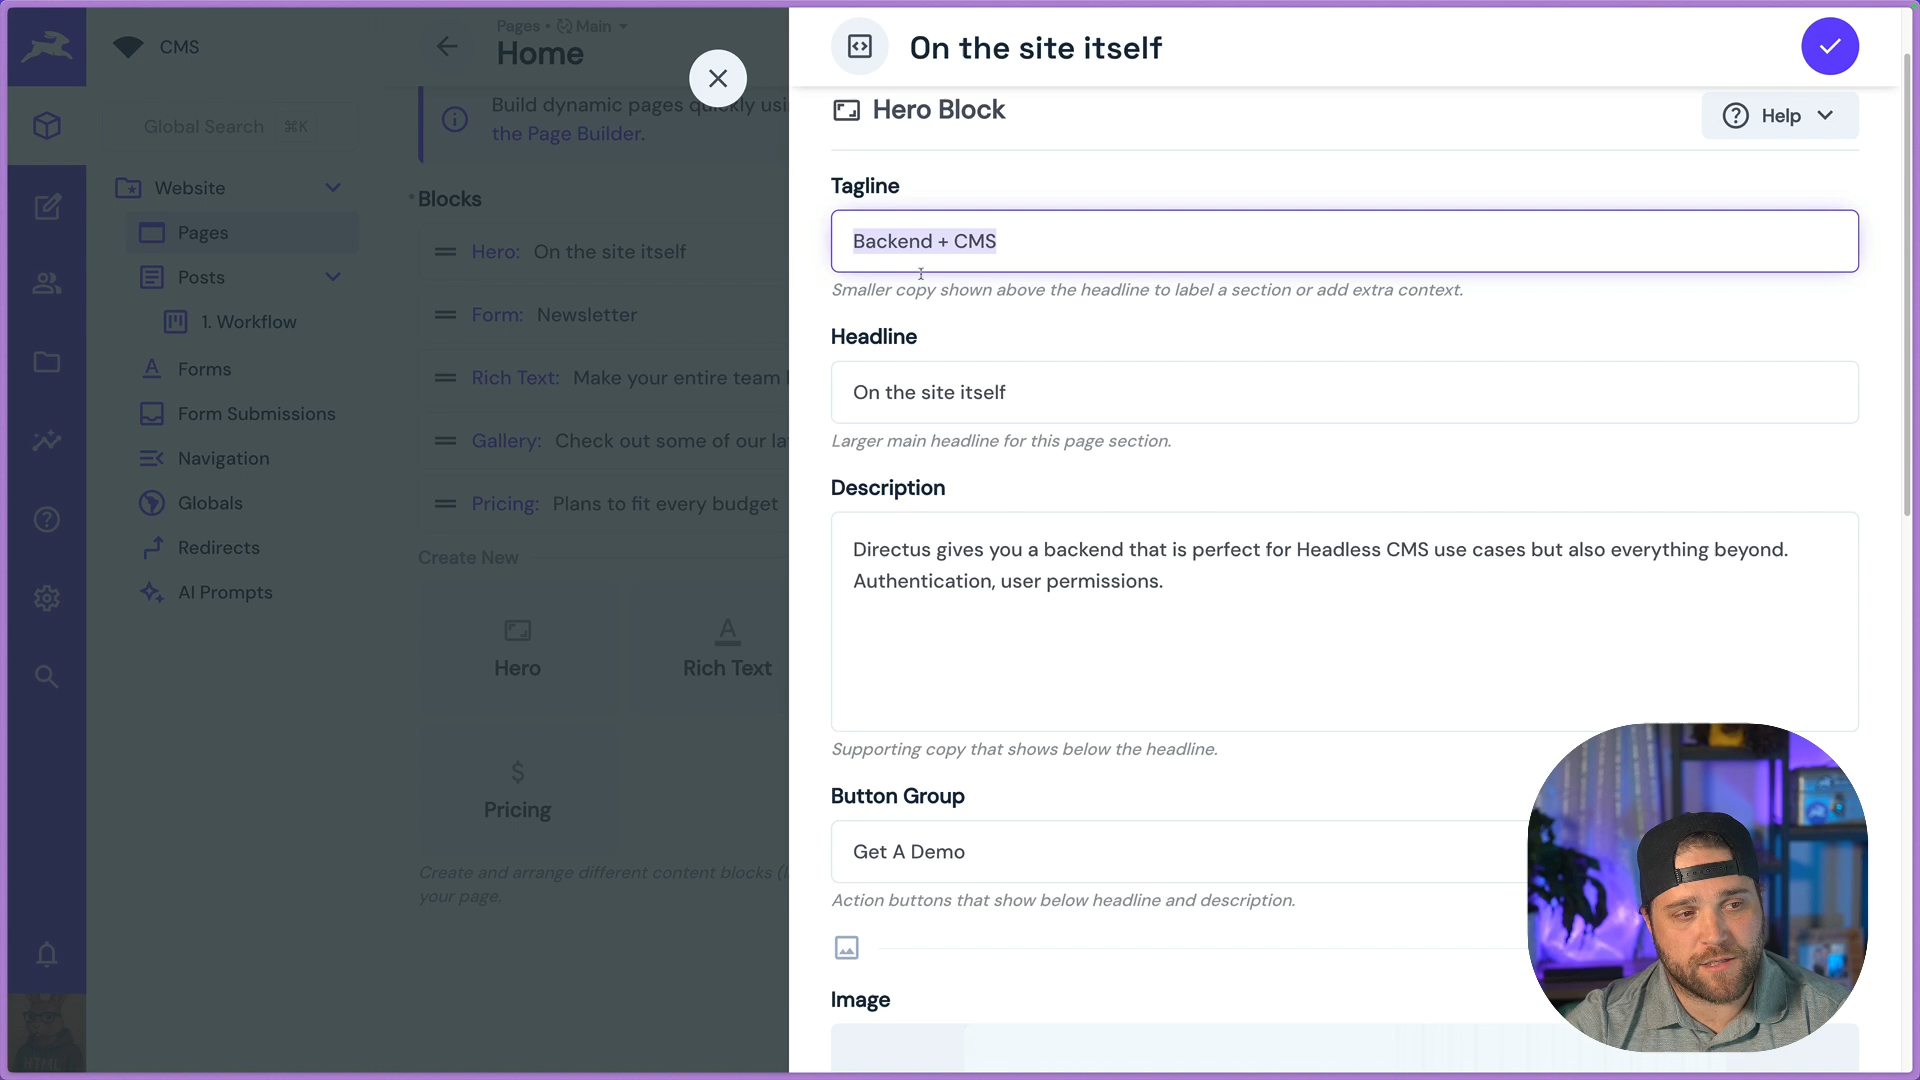 CMS
Global Search ⌘K
Website
Pages
Posts
1. Workflow
Forms
Form Submissions
Navigation
Globals
Redirects
AI Prompts
Pages • Main
Home
Build dynamic pages quickly usi
the Page Builder.
* Blocks
Hero: On the site itself
Form: Newsletter
Rich Text: Make your entire team
Gallery: Check out some of our la
Pricing: Plans to fit every budget
Create New
Hero
Rich Text
Pricing
Create and arrange different content blocks (
your page.
On the site itself
Hero Block
Help
Tagline
Backend + CMS
Smaller copy shown above the headline to label a section or add extra context.
Headline
On the site itself
Larger main headline for this page section.
Description
Directus gives you a backend that is perfect for Headless CMS use cases but also everything beyond.
Authentication, user permissions.
Supporting copy that shows below the headline.
Button Group
Get A Demo
Action buttons that show below headline and description.
Image
HTML